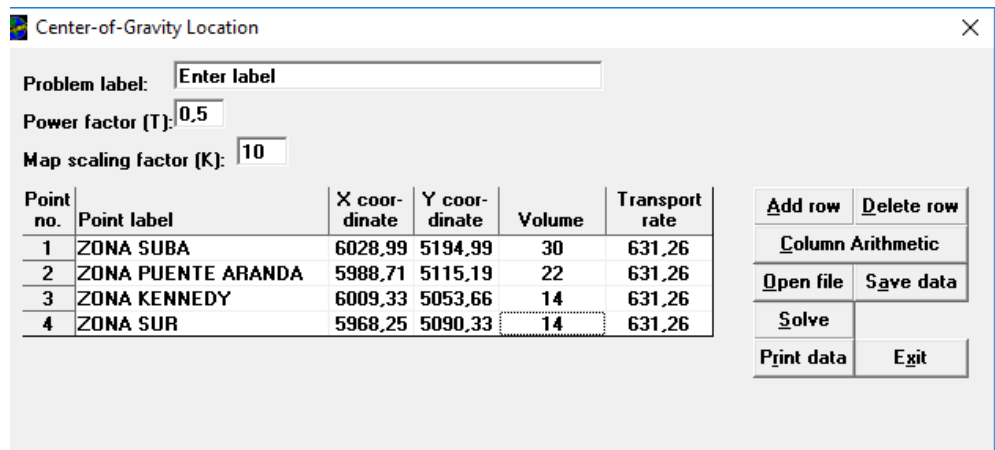 Center-of-Gravity Location
Problem label: Enter label
Power factor (T): 0,5
Map scaling factor (K): 10
Point no. Point label X coor- dinate Y coor- dinate Volume Transport rate
1 ZONA SUBA 6028,99 5194,99 30 631,26
2 ZONA PUENTE ARANDA 5988,71 5115,19 22 631,26
3 ZONA KENNEDY 6009,33 5053,66 14 631,26
4 ZONA SUR 5968,25 5090,33 14 631,26
Add row Delete row
Column Arithmetic
Open file Save data
Solve
Print data Exit